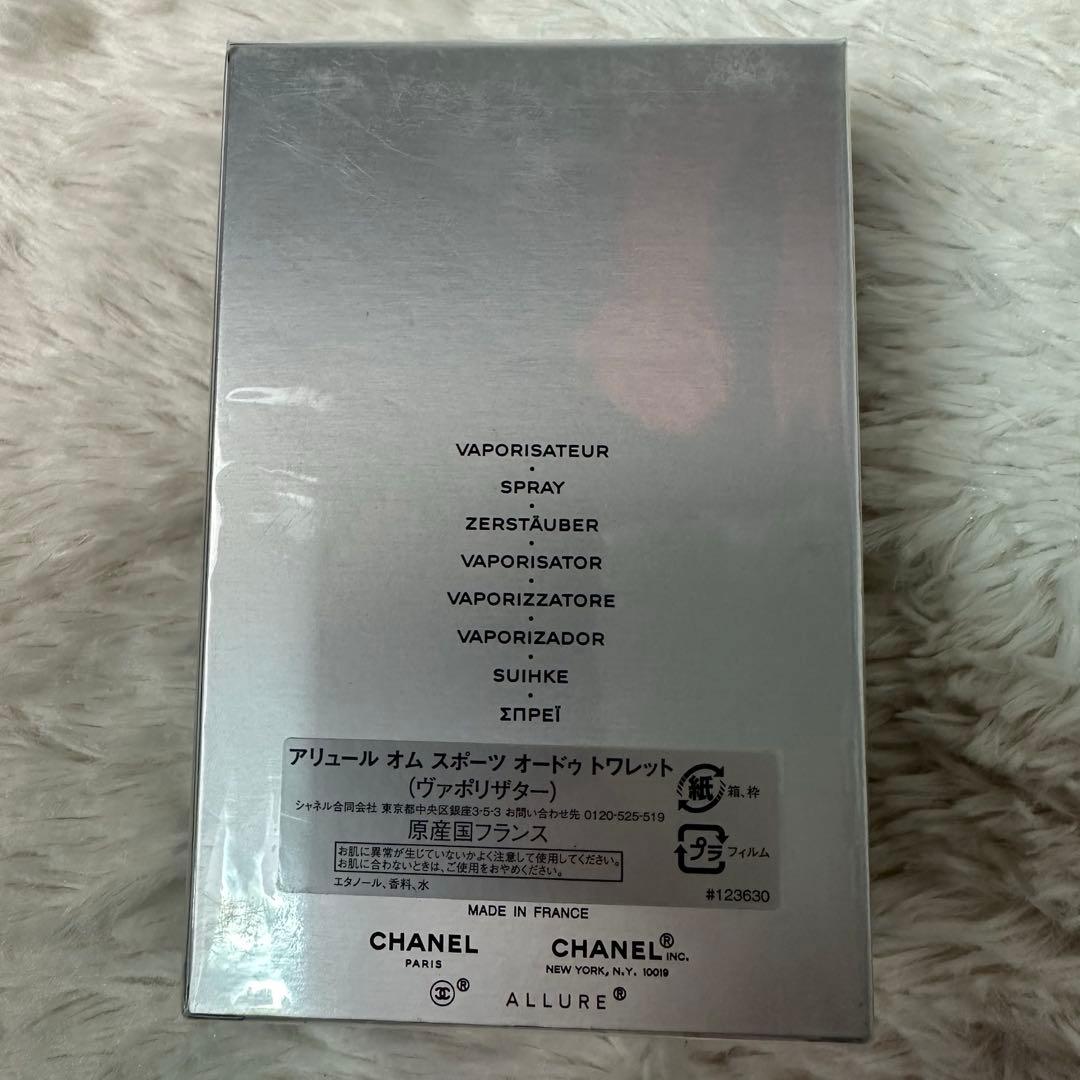 VAPORISATEUR
SPRAY
ZERSTÄUBER
VAPORISATOR
VAPORIZZATORE
VAPORIZADOR
SUIHKE
ΣΠΡΕΪ
アリュール オム スポーツ オードゥ トワレット
(ヴァポリザター)
シャネル合同会社 東京都中央区銀座3-5-3 お問い合わせ先 0120-525-519
原産国フランス
お肌に異常が生じていないかよく注意して使用してください。
お肌に合わないときは、ご使用をおやめください。
エタノール、香料、水
紙 箱、枠
プラ フィルム
#123630
MADE IN FRANCE
CHANEL
PARIS
CHANEL® INC.
NEW YORK, N.Y. 10019
®
ALLURE®